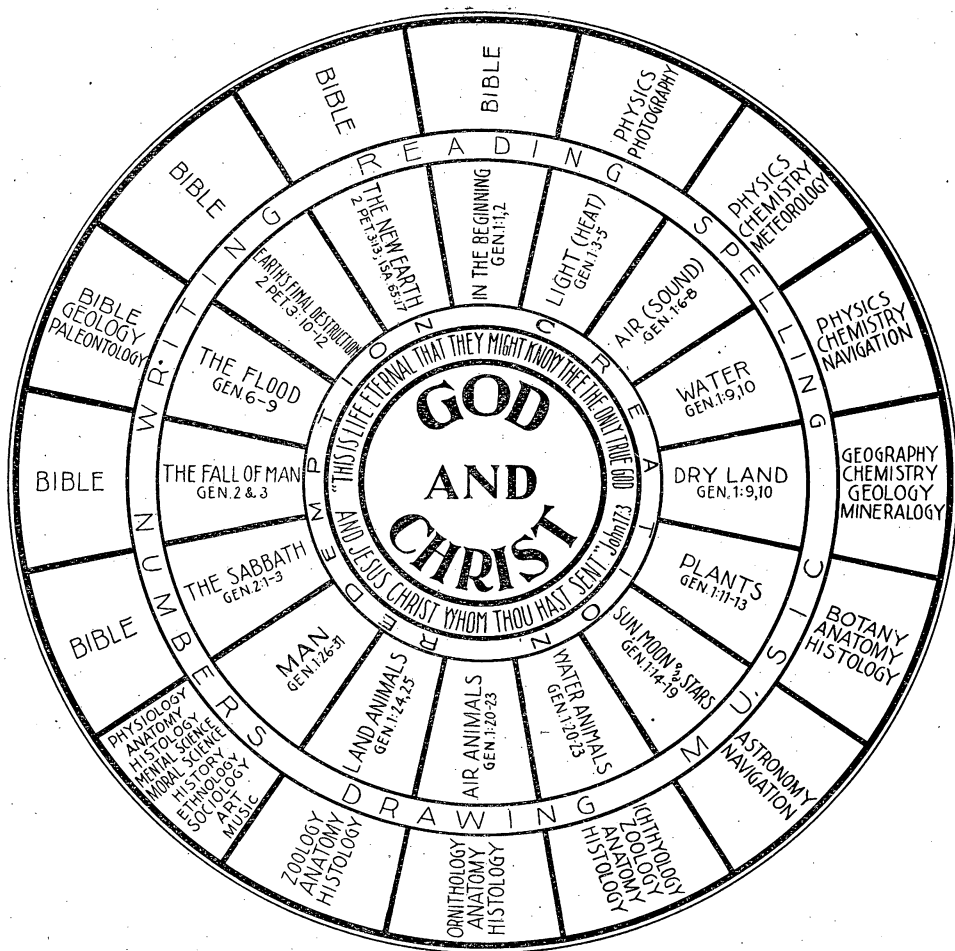 GOD
AND
CHRIST
"THIS IS LIFE ETERNAL THAT THEY MIGHT KNOW THEE THE ONLY TRUE GOD
AND JESUS CHRIST WHOM THOU HAST SENT". John 17:3
CREATION.
REDEMPTION
IN THE BEGINNING
GEN.1:1,2
LIGHT (HEAT)
GEN.1:3-5
AIR (SOUND)
GEN.1:6-8
WATER
GEN.1:9,10
DRY LAND
GEN.1:9,10
PLANTS
GEN.1:11-13
SUN, MOON & STARS
GEN.1:14-19
WATER ANIMALS
GEN.1:20-23
AIR ANIMALS
GEN.1:20-23
LAND ANIMALS
GEN.1:24,25
MAN
GEN.1:26-31
THE SABBATH
GEN.2:1-3
THE FALL OF MAN
GEN.2 & 3
THE FLOOD
GEN.6-9
EARTH'S FINAL DESTRUCTION
2 PET.3:10-12
THE NEW EARTH
2 PET.3:13; ISA.65:17
READING
SPELLING
MUSIC
DRAWING
NUMBERS
WRITING
BIBLE
PHYSICS
PHOTOGRAPHY
PHYSICS
CHEMISTRY
METEOROLOGY
PHYSICS
CHEMISTRY
NAVIGATION
GEOGRAPHY
CHEMISTRY
GEOLOGY
MINERALOGY
BOTANY
ANATOMY
HISTOLOGY
ASTRONOMY
NAVIGATION
ICHTHYOLOGY
ZOOLOGY
ANATOMY
HISTOLOGY
ORNITHOLOGY
ANATOMY
HISTOLOGY
ZOOLOGY
ANATOMY
HISTOLOGY
PHYSIOLOGY
ANATOMY
HISTOLOGY
MENTAL SCIENCE
MORAL SCIENCE
HISTORY
ETHNOLOGY
SOCIOLOGY
ART
MUSIC
BIBLE
BIBLE
BIBLE
GEOLOGY
PALEONTOLOGY
BIBLE
BIBLE